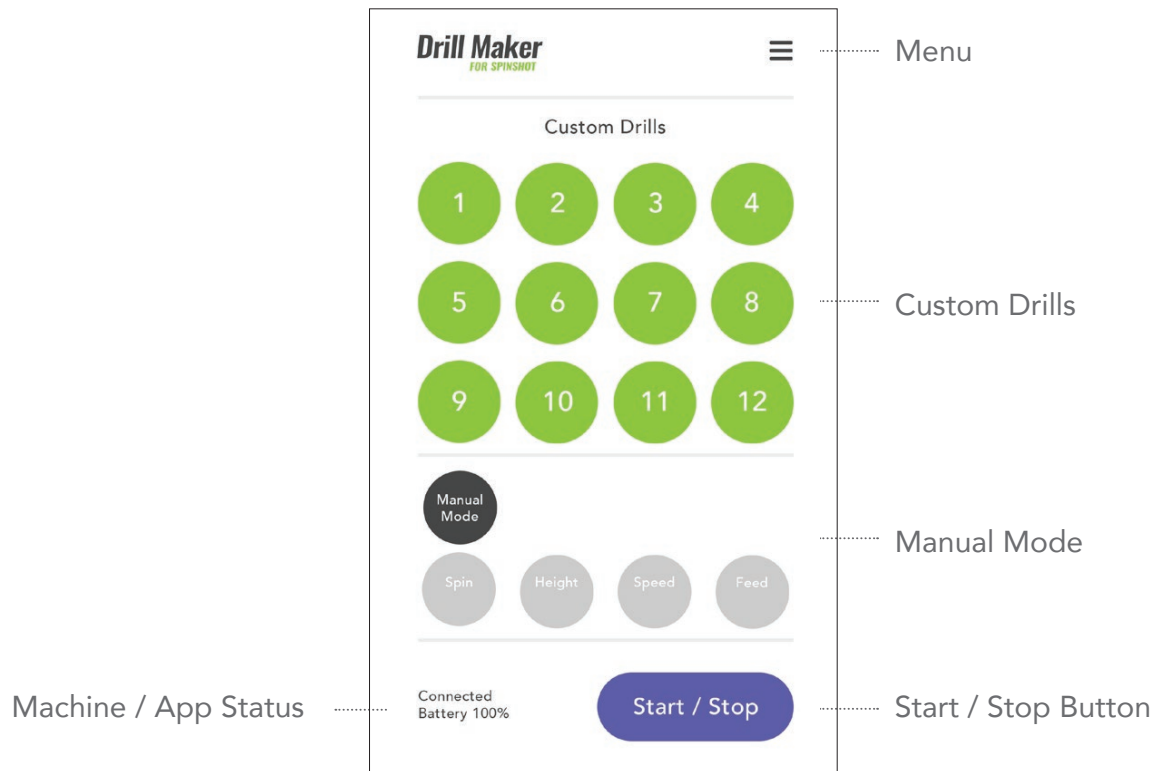 Drill Maker
FOR SPINSHOT
Menu
Custom Drills
1 2 3 4
5 6 7 8
Custom Drills
9 10 11 12
Manual
Mode
Manual Mode
Spin Height Speed Feed
Machine / App Status
Connected
Battery 100%
Start / Stop
Start / Stop Button